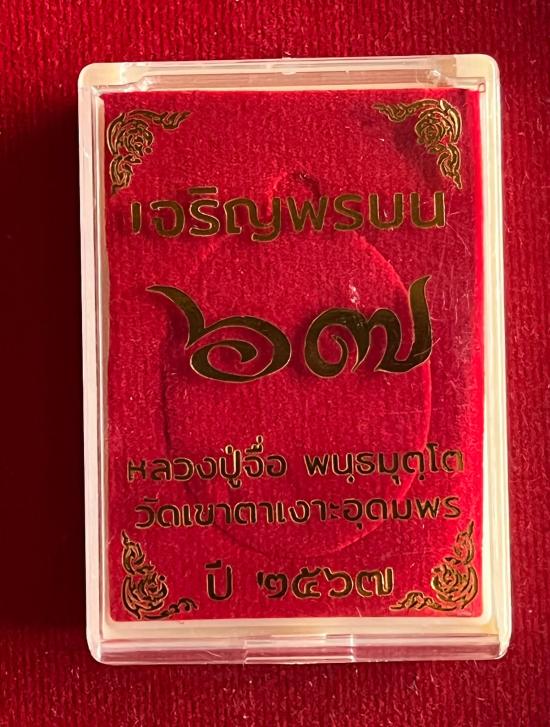 เจริญพรบน
๖๗
หลวงปู่จื่อ พนฺธมุตฺโต
วัดเขาตาเงาะอุดมพร
ปี ๒๕๖๗